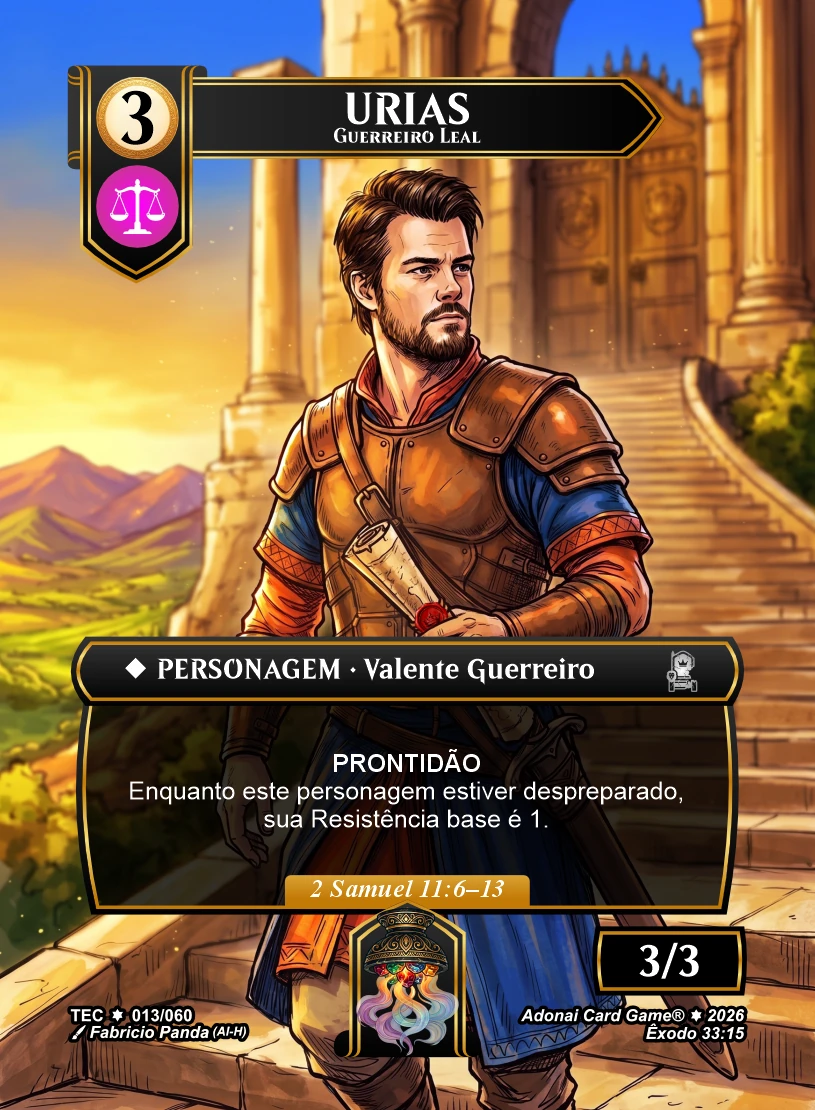 3
URIAS
Guerreiro Leal
◆ PERSONAGEM · Valente Guerreiro
PRONTIDÃO
Enquanto este personagem estiver despreparado,
sua Resistência base é 1.
2 Samuel 11:6–13
3/3
TEC ✶ 013/060
Fabricio Panda (AI-H)
Adonai Card Game® ✶ 2026
Êxodo 33:15